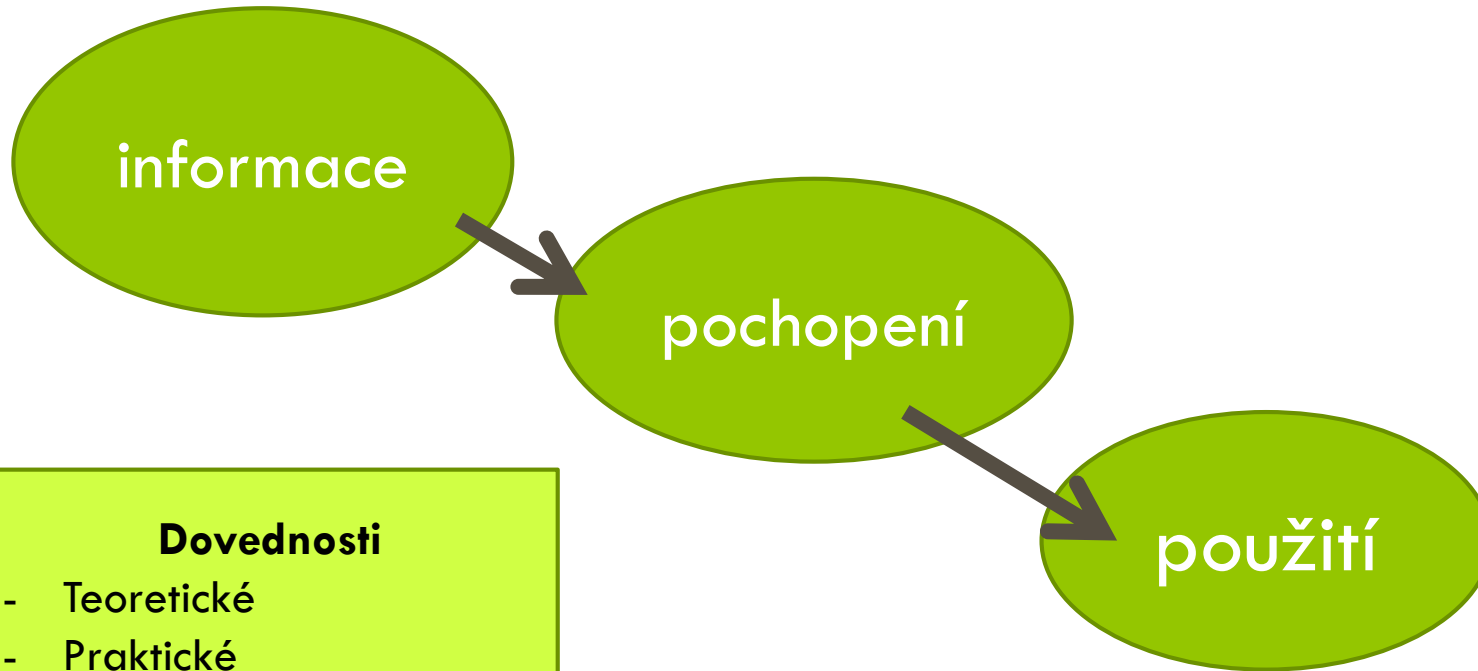 informace
pochopení
použití
Dovednosti
- Teoretické
- Praktické